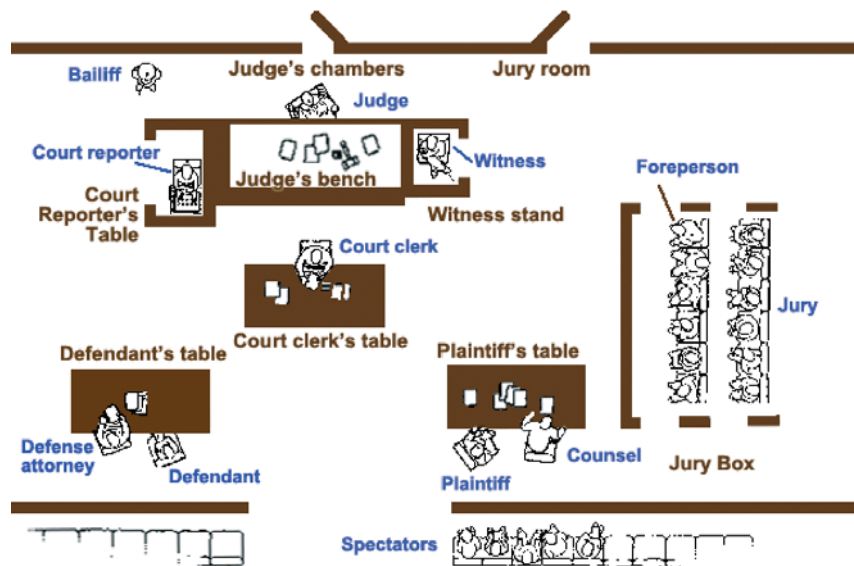 Bailiff
Judge's chambers
Jury room
Judge
Court reporter
Judge's bench
Witness
Foreperson
Court
Reporter's
Table
Witness stand
Court clerk
Jury
Court clerk's table
Defendant's table
Plaintiff's table
Defense
attorney
Defendant
Plaintiff
Counsel
Jury Box
Spectators